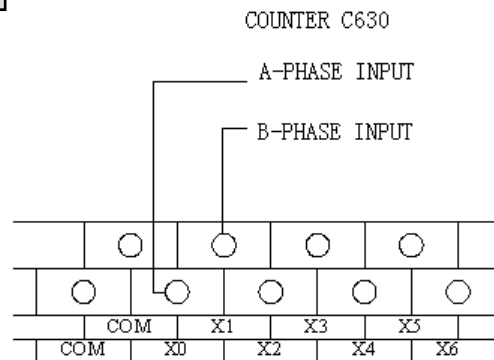 COUNTER C630
A-PHASE INPUT
B-PHASE INPUT
COM X1 X3 X5
COM X0 X2 X4 X6